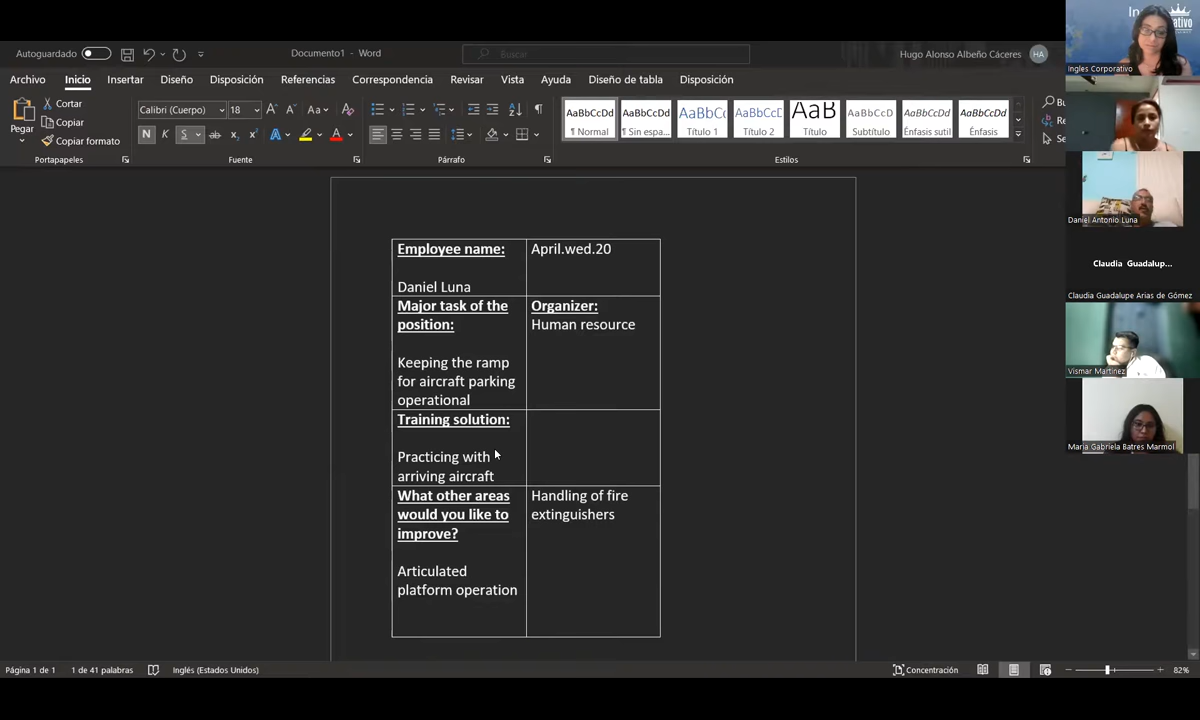 Autoguardado
Documento1 - Word
Buscar
Hugo Alonso Albeño Cáceres
HA
Archivo
Inicio
Insertar
Diseño
Disposición
Referencias
Correspondencia
Revisar
Vista
Ayuda
Diseño de tabla
Disposición
Pegar
Cortar
Copiar
Copiar formato
Portapapeles
Calibri (Cuerpo)
18
Fuente
Párrafo
AaBbCcDd
¶ Normal
AaBbCcDd
¶ Sin espa...
AaBbCc
Título 1
AaBbCcD
Título 2
AaB
Título
AaBbCcD
Subtítulo
AaBbCcDd
Énfasis sutil
AaBbCcDd
Énfasis
Estilos
Employee name:
Daniel Luna
April.wed.20
Major task of the
position:
Keeping the ramp
for aircraft parking
operational
Organizer:
Human resource
Training solution:
Practicing with
arriving aircraft
What other areas
would you like to
improve?
Articulated
platform operation
Handling of fire
extinguishers
Página 1 de 1
1 de 41 palabras
Inglés (Estados Unidos)
Concentración
82%
Inglés Corporativo
Daniel Antonio Luna
Claudia Guadalup...
Claudia Guadalupe Arias de Gómez
Vismar Martinez
Maria Gabriela Batres Marmol